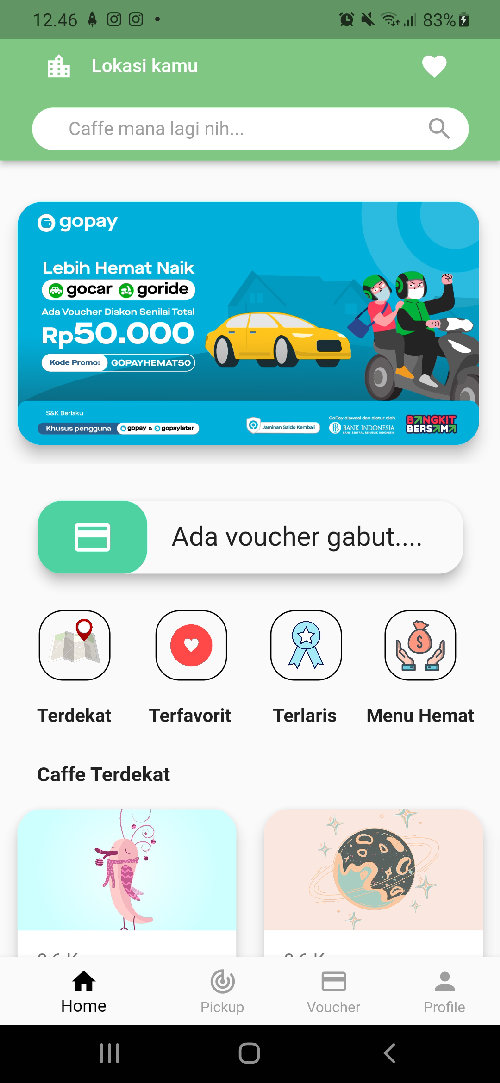 12.46
83%
Lokasi kamu
Caffe mana lagi nih...
gopay
Lebih Hemat Naik
gocar goride
Ada Voucher Diskon Senilai Total
Rp50.000
Kode Promo: GOPAYHEMAT50
S&K Berlaku
Khusus pengguna gopay & gopaylater
Jaminan Saldo Kembali
BANK INDONESIA
BANGKIT
BERSAMA
Ada voucher gabut....
Terdekat
Terfavorit
Terlaris
Menu Hemat
Caffe Terdekat
Home
Pickup
Voucher
Profile